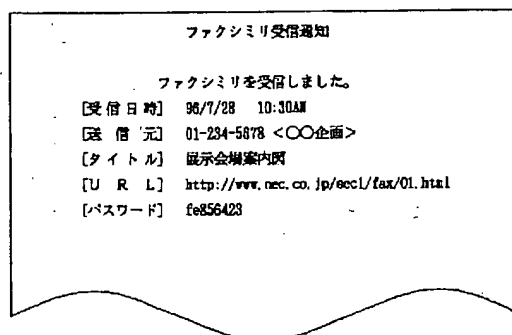 ファクシミリ受信通知
ファクシミリを受信しました。
[受信日時] 96/7/28 10:30AM
[送 信 元] 01-234-5678 <○○企画>
[タイトル] 展示会場案内図
[U R L] http://www.nec.co.jp/ccc1/fax/01.html
[パスワード] fe856423